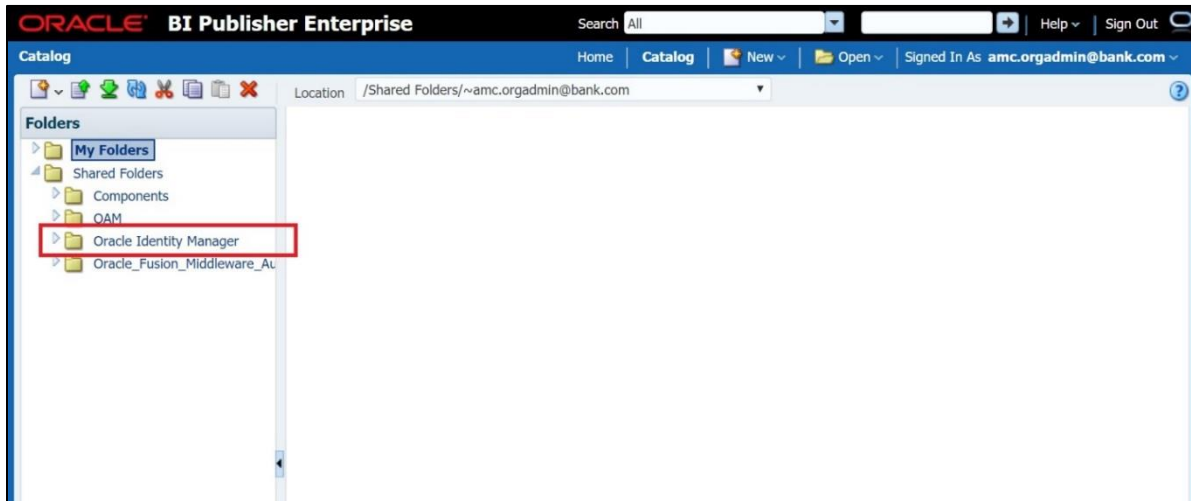 ORACLE BI Publisher Enterprise Search All Help Sign Out
Catalog Home Catalog New Open Signed In As amc.orgadmin@bank.com
Location /Shared Folders/~amc.orgadmin@bank.com
Folders
My Folders
Shared Folders
Components
OAM
Oracle Identity Manager
Oracle_Fusion_Middleware_Au